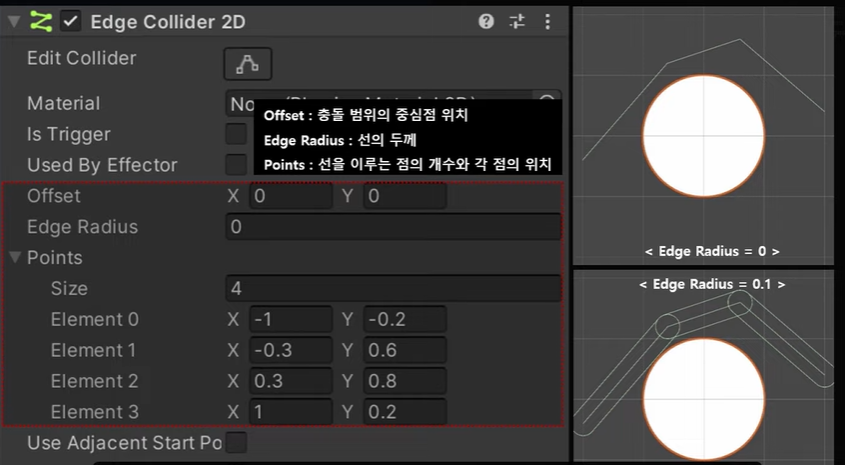 Edge Collider 2D
Edit Collider
Material
Offset : 충돌 범위의 중심점 위치
Edge Radius : 선의 두께
Points : 선을 이루는 점의 개수와 각 점의 위치
Is Trigger
Used By Effector
Offset X 0 Y 0
Edge Radius 0
Points
Size 4
Element 0 X -1 Y -0.2
Element 1 X -0.3 Y 0.6
Element 2 X 0.3 Y 0.8
Element 3 X 1 Y 0.2
Use Adjacent Start Po
< Edge Radius = 0 >
< Edge Radius = 0.1 >